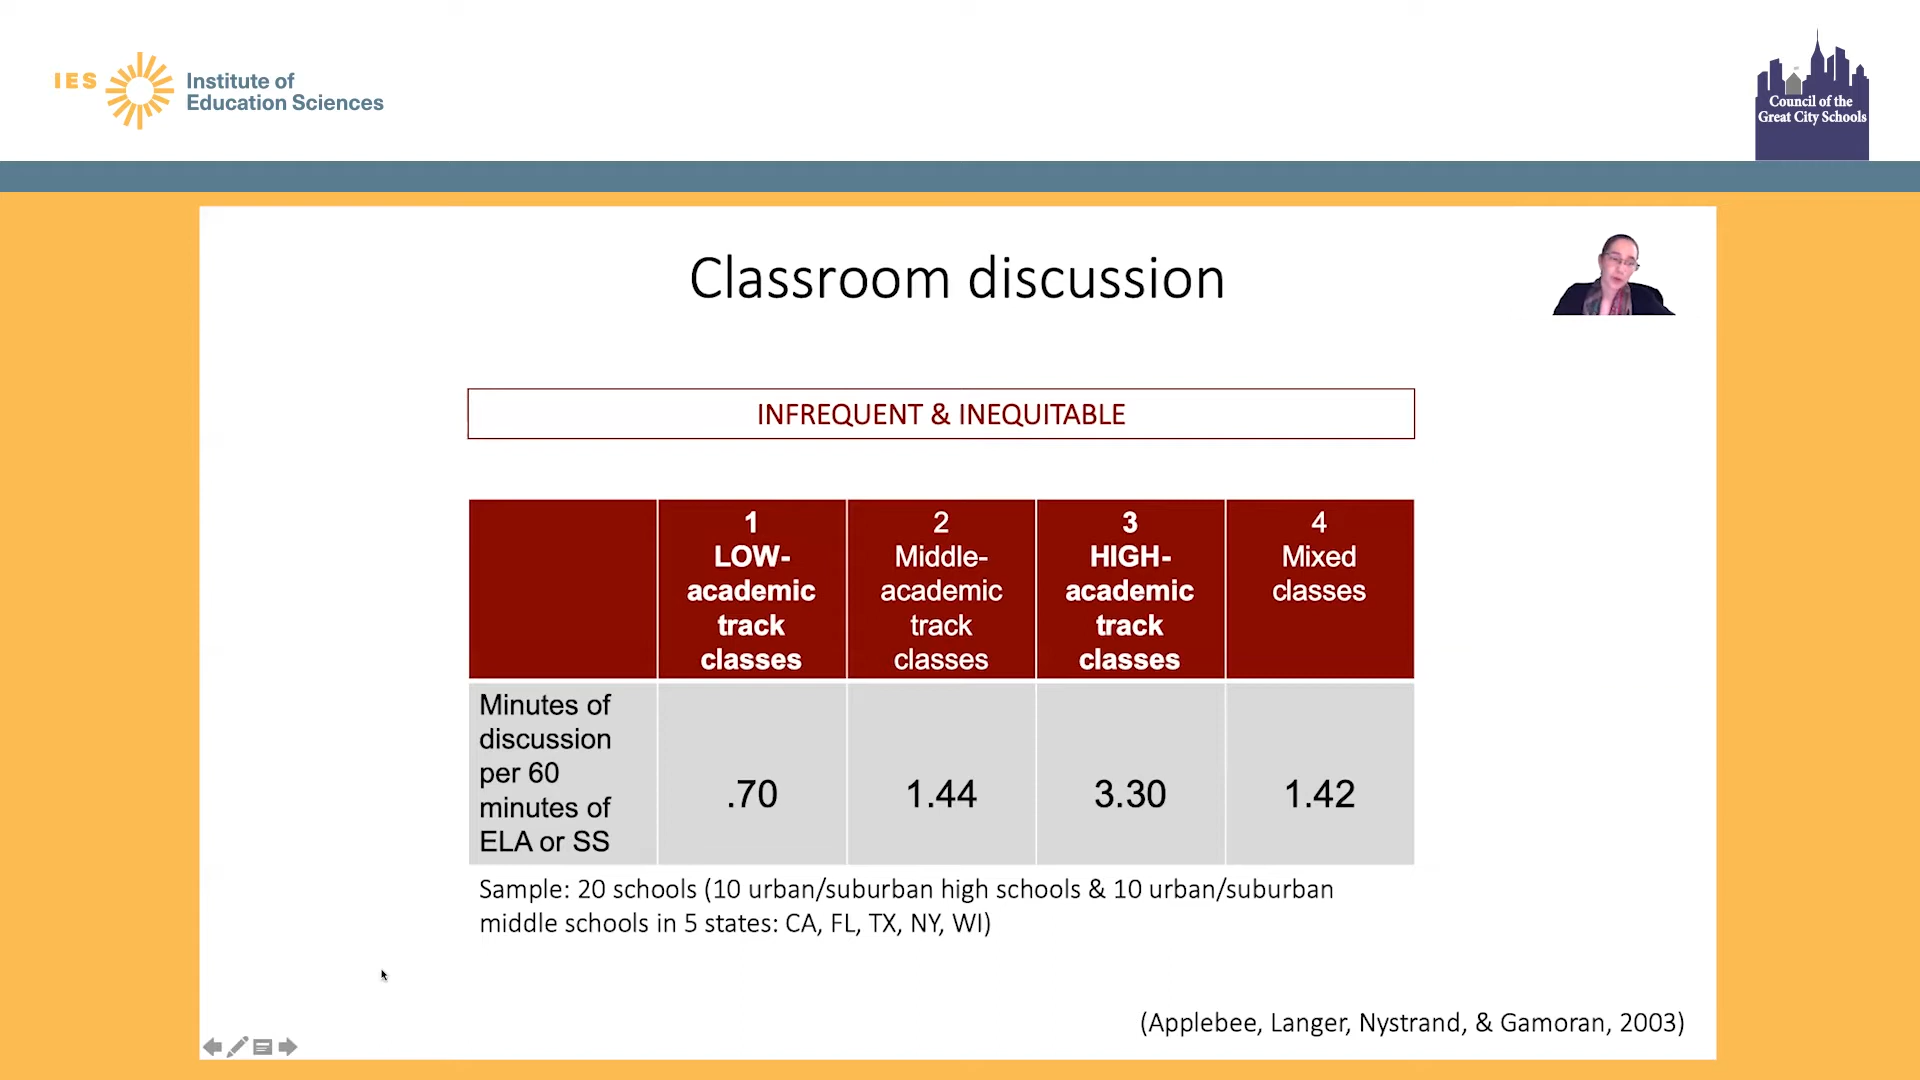 IES
Institute of
Education Sciences
Council of the
Great City Schools
Classroom discussion
INFREQUENT & INEQUITABLE
1
LOW-
academic
track
classes
2
Middle-
academic
track
classes
3
HIGH-
academic
track
classes
4
Mixed
classes
Minutes of
discussion
per 60
minutes of
ELA or SS
.70
1.44
3.30
1.42
Sample: 20 schools (10 urban/suburban high schools & 10 urban/suburban
middle schools in 5 states: CA, FL, TX, NY, WI)
(Applebee, Langer, Nystrand, & Gamoran, 2003)